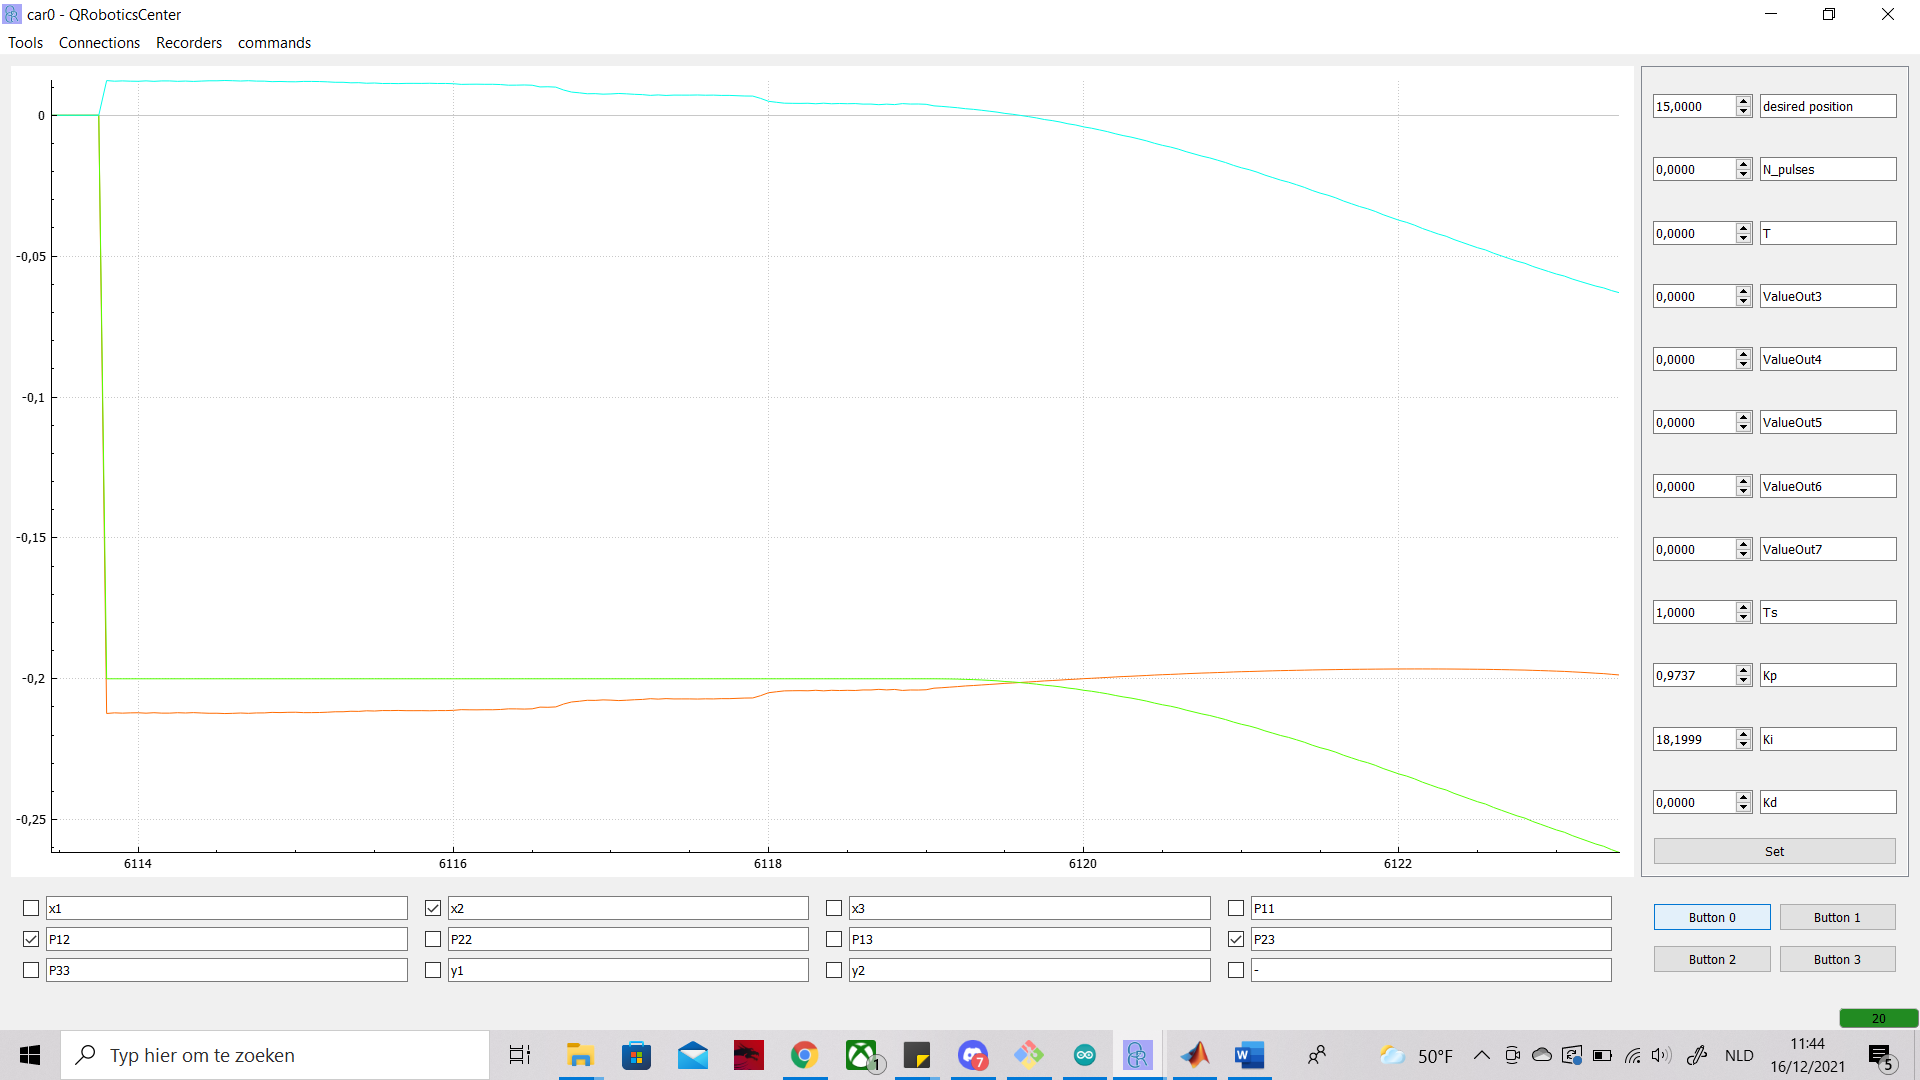 car0 - QRoboticsCenter
Tools Connections Recorders commands
0
-0,05
-0,1
-0,15
-0,2
-0,25
6114 6116 6118 6120 6122
15,0000 desired position
0,0000 N_pulses
0,0000 T
0,0000 ValueOut3
0,0000 ValueOut4
0,0000 ValueOut5
0,0000 ValueOut6
0,0000 ValueOut7
1,0000 Ts
0,9737 Kp
18,1999 Ki
0,0000 Kd
Set
x1 x2 x3 P11
P12 P22 P13 P23
P33 y1 y2 -
Button 0 Button 1
Button 2 Button 3
20
Typ hier om te zoeken
1
7
50°F
NLD
11:44
16/12/2021
5